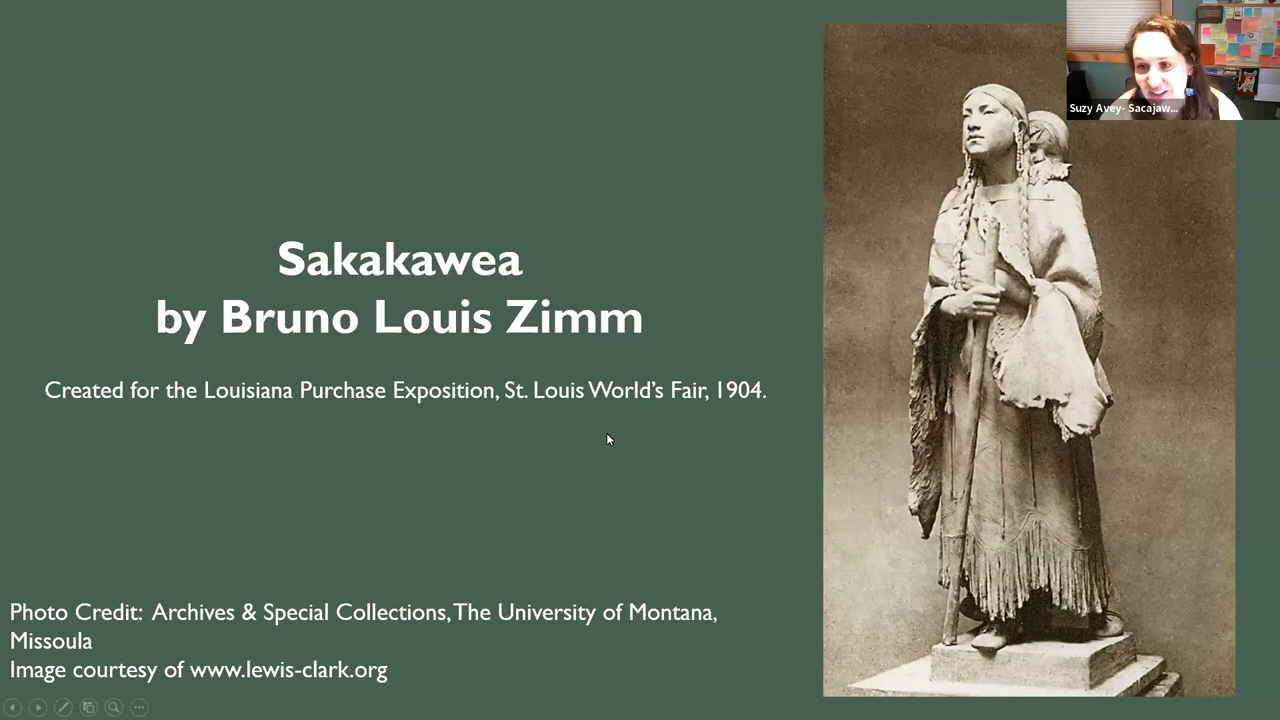 Suzy Avey- Sacajaw...
Sakakawea
by Bruno Louis Zimm
Created for the Louisiana Purchase Exposition, St. Louis World's Fair, 1904.
Photo Credit:  Archives & Special Collections, The University of Montana,
Missoula
Image courtesy of www.lewis-clark.org